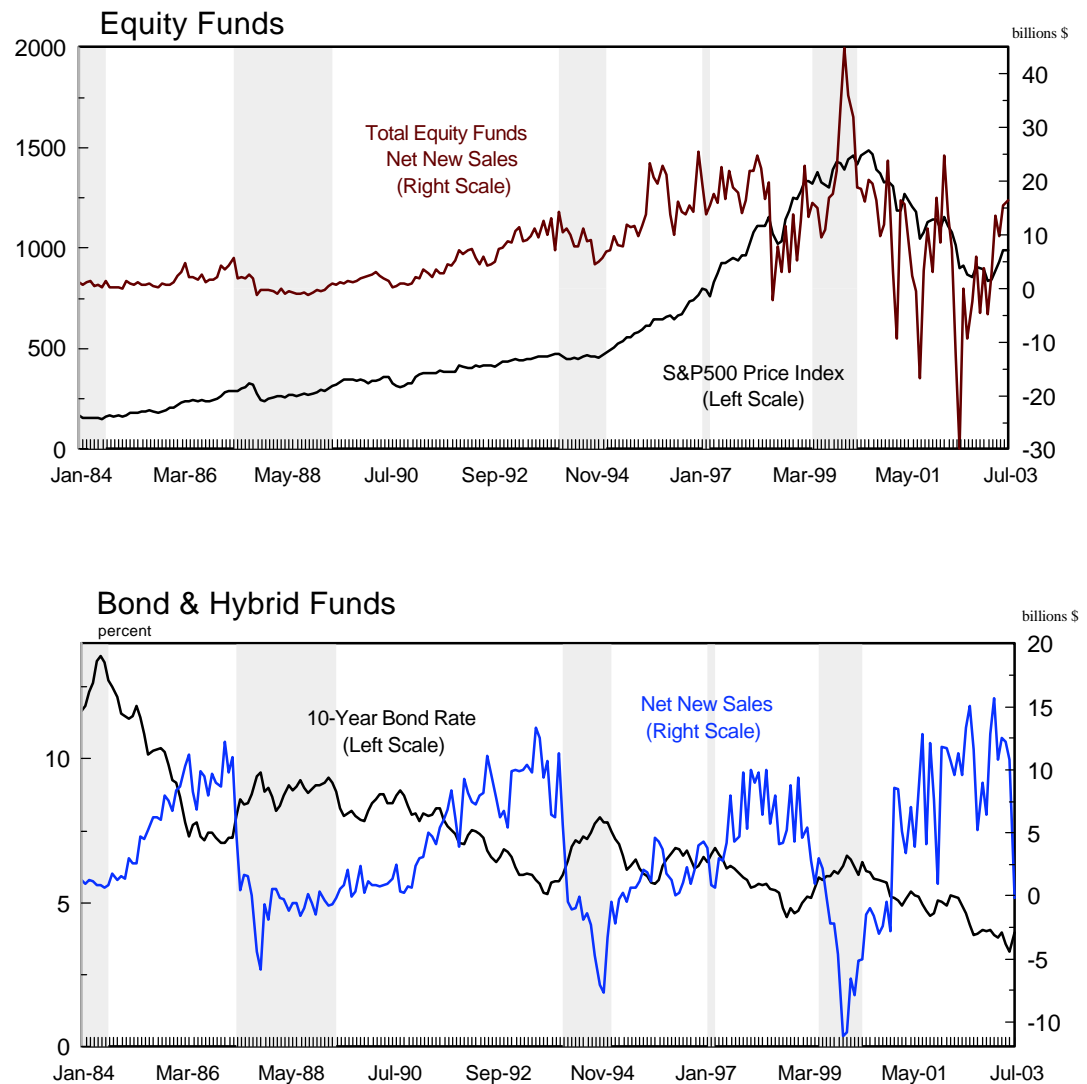 Equity Funds
billions $
2000
1500
1000
500
0
40
30
20
10
0
-10
-20
-30
Total Equity Funds
Net New Sales
(Right Scale)
S&P500 Price Index
(Left Scale)
Jan-84 Mar-86 May-88 Jul-90 Sep-92 Nov-94 Jan-97 Mar-99 May-01 Jul-03
Bond & Hybrid Funds
percent
billions $
10
5
0
20
15
10
5
0
-5
-10
10-Year Bond Rate
(Left Scale)
Net New Sales
(Right Scale)
Jan-84 Mar-86 May-88 Jul-90 Sep-92 Nov-94 Jan-97 Mar-99 May-01 Jul-03